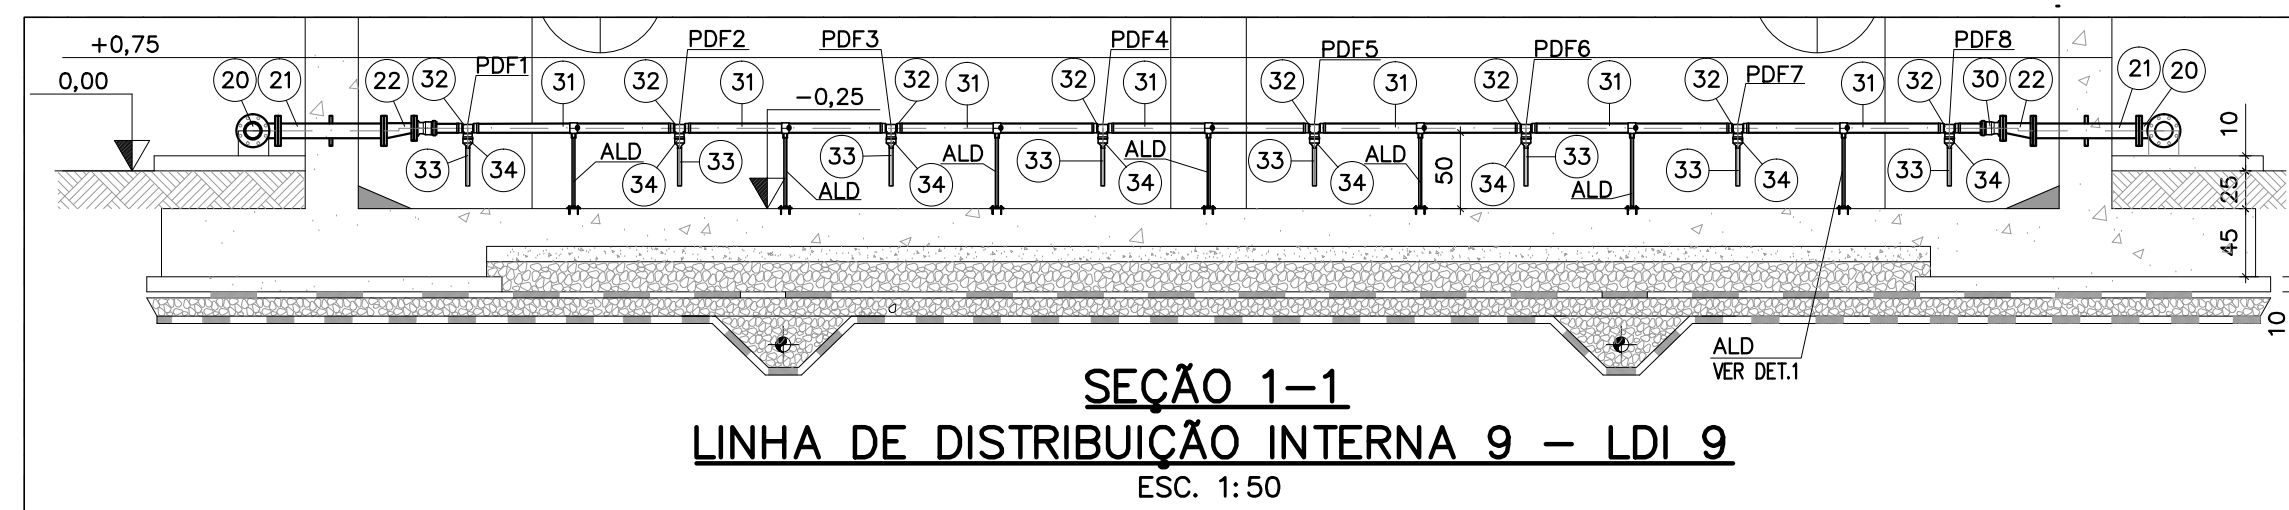 +0,75
0,00
20
21
22
32
PDF1
31
32
PDF2
31
PDF3
-0,25
32
31
32
PDF4
31
32
PDF5
31
32
PDF6
31
32
PDF7
31
32
PDF8
30
22
21
20
33
34
ALD
34
33
ALD
33
34
ALD
33
34
ALD
33
34
ALD
50
34
33
ALD
33
34
33
34
10
25
45
10
a
ALD
VER DET.1
SEÇÃO 1-1
LINHA DE DISTRIBUIÇÃO INTERNA 9 - LDI 9
ESC. 1:50